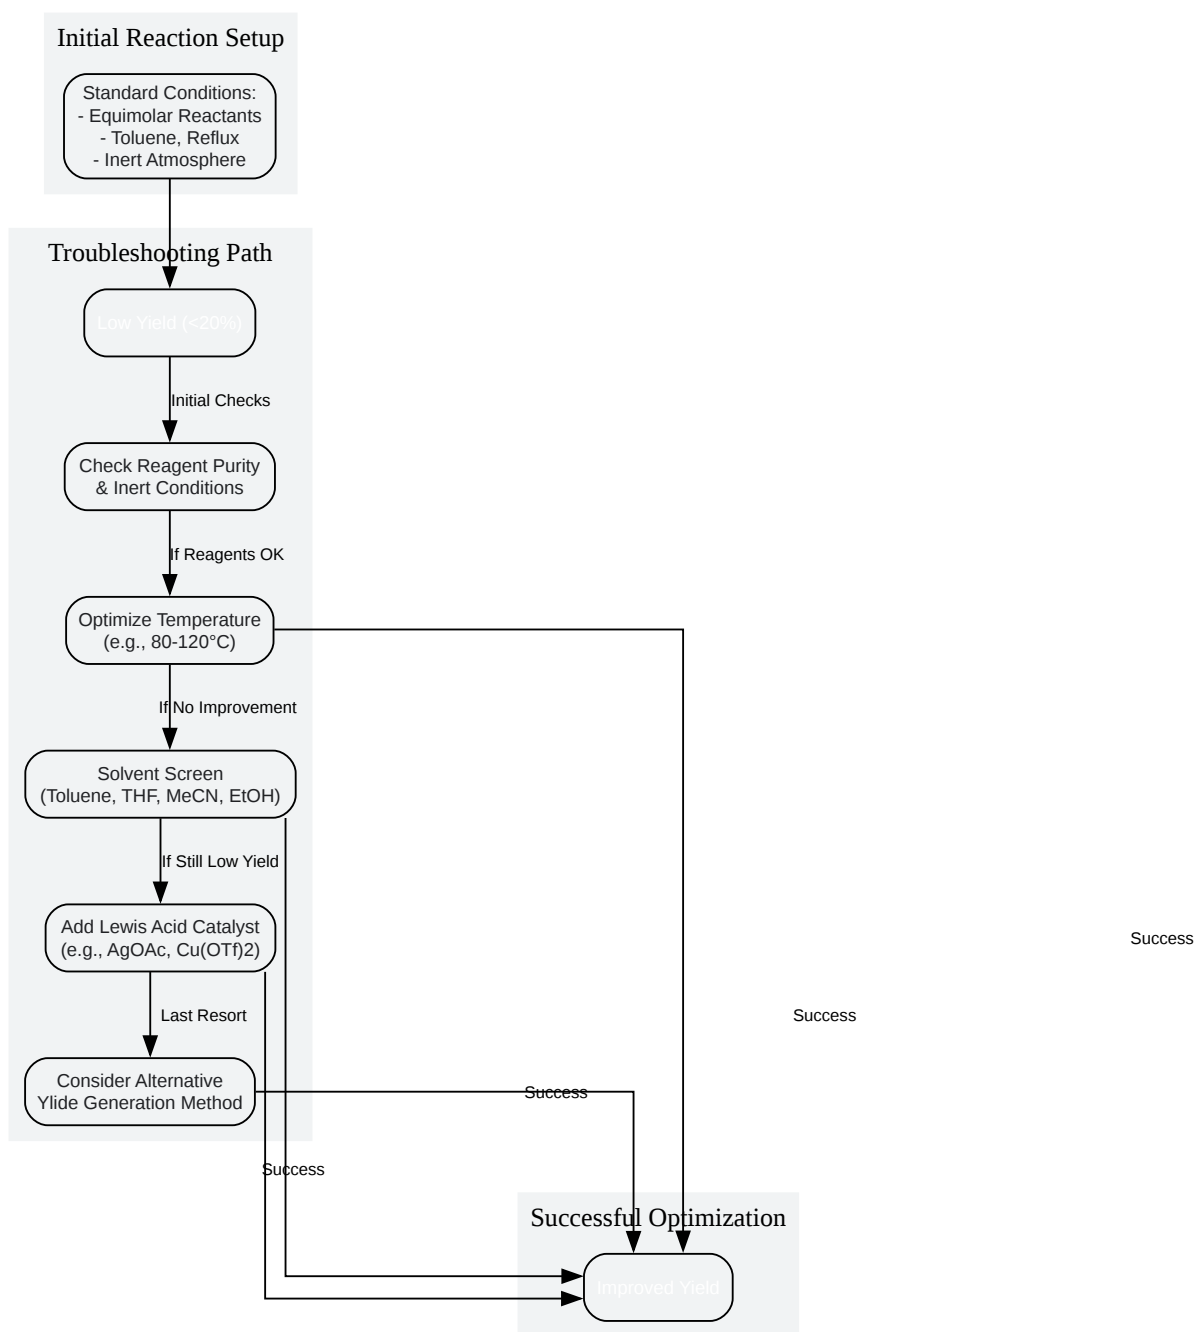 Initial Reaction Setup
Standard Conditions:
- Equimolar Reactants
- Toluene, Reflux
- Inert Atmosphere
Troubleshooting Path
Low Yield (<20%)
Initial Checks
Check Reagent Purity
& Inert Conditions
If Reagents OK
Optimize Temperature
(e.g., 80-120°C)
If No Improvement
Solvent Screen
(Toluene, THF, MeCN, EtOH)
If Still Low Yield
Add Lewis Acid Catalyst
(e.g., AgOAc, Cu(OTf)2)
Success
Last Resort
Success
Consider Alternative
Ylide Generation Method
Success
Success
Successful Optimization
Improved Yield